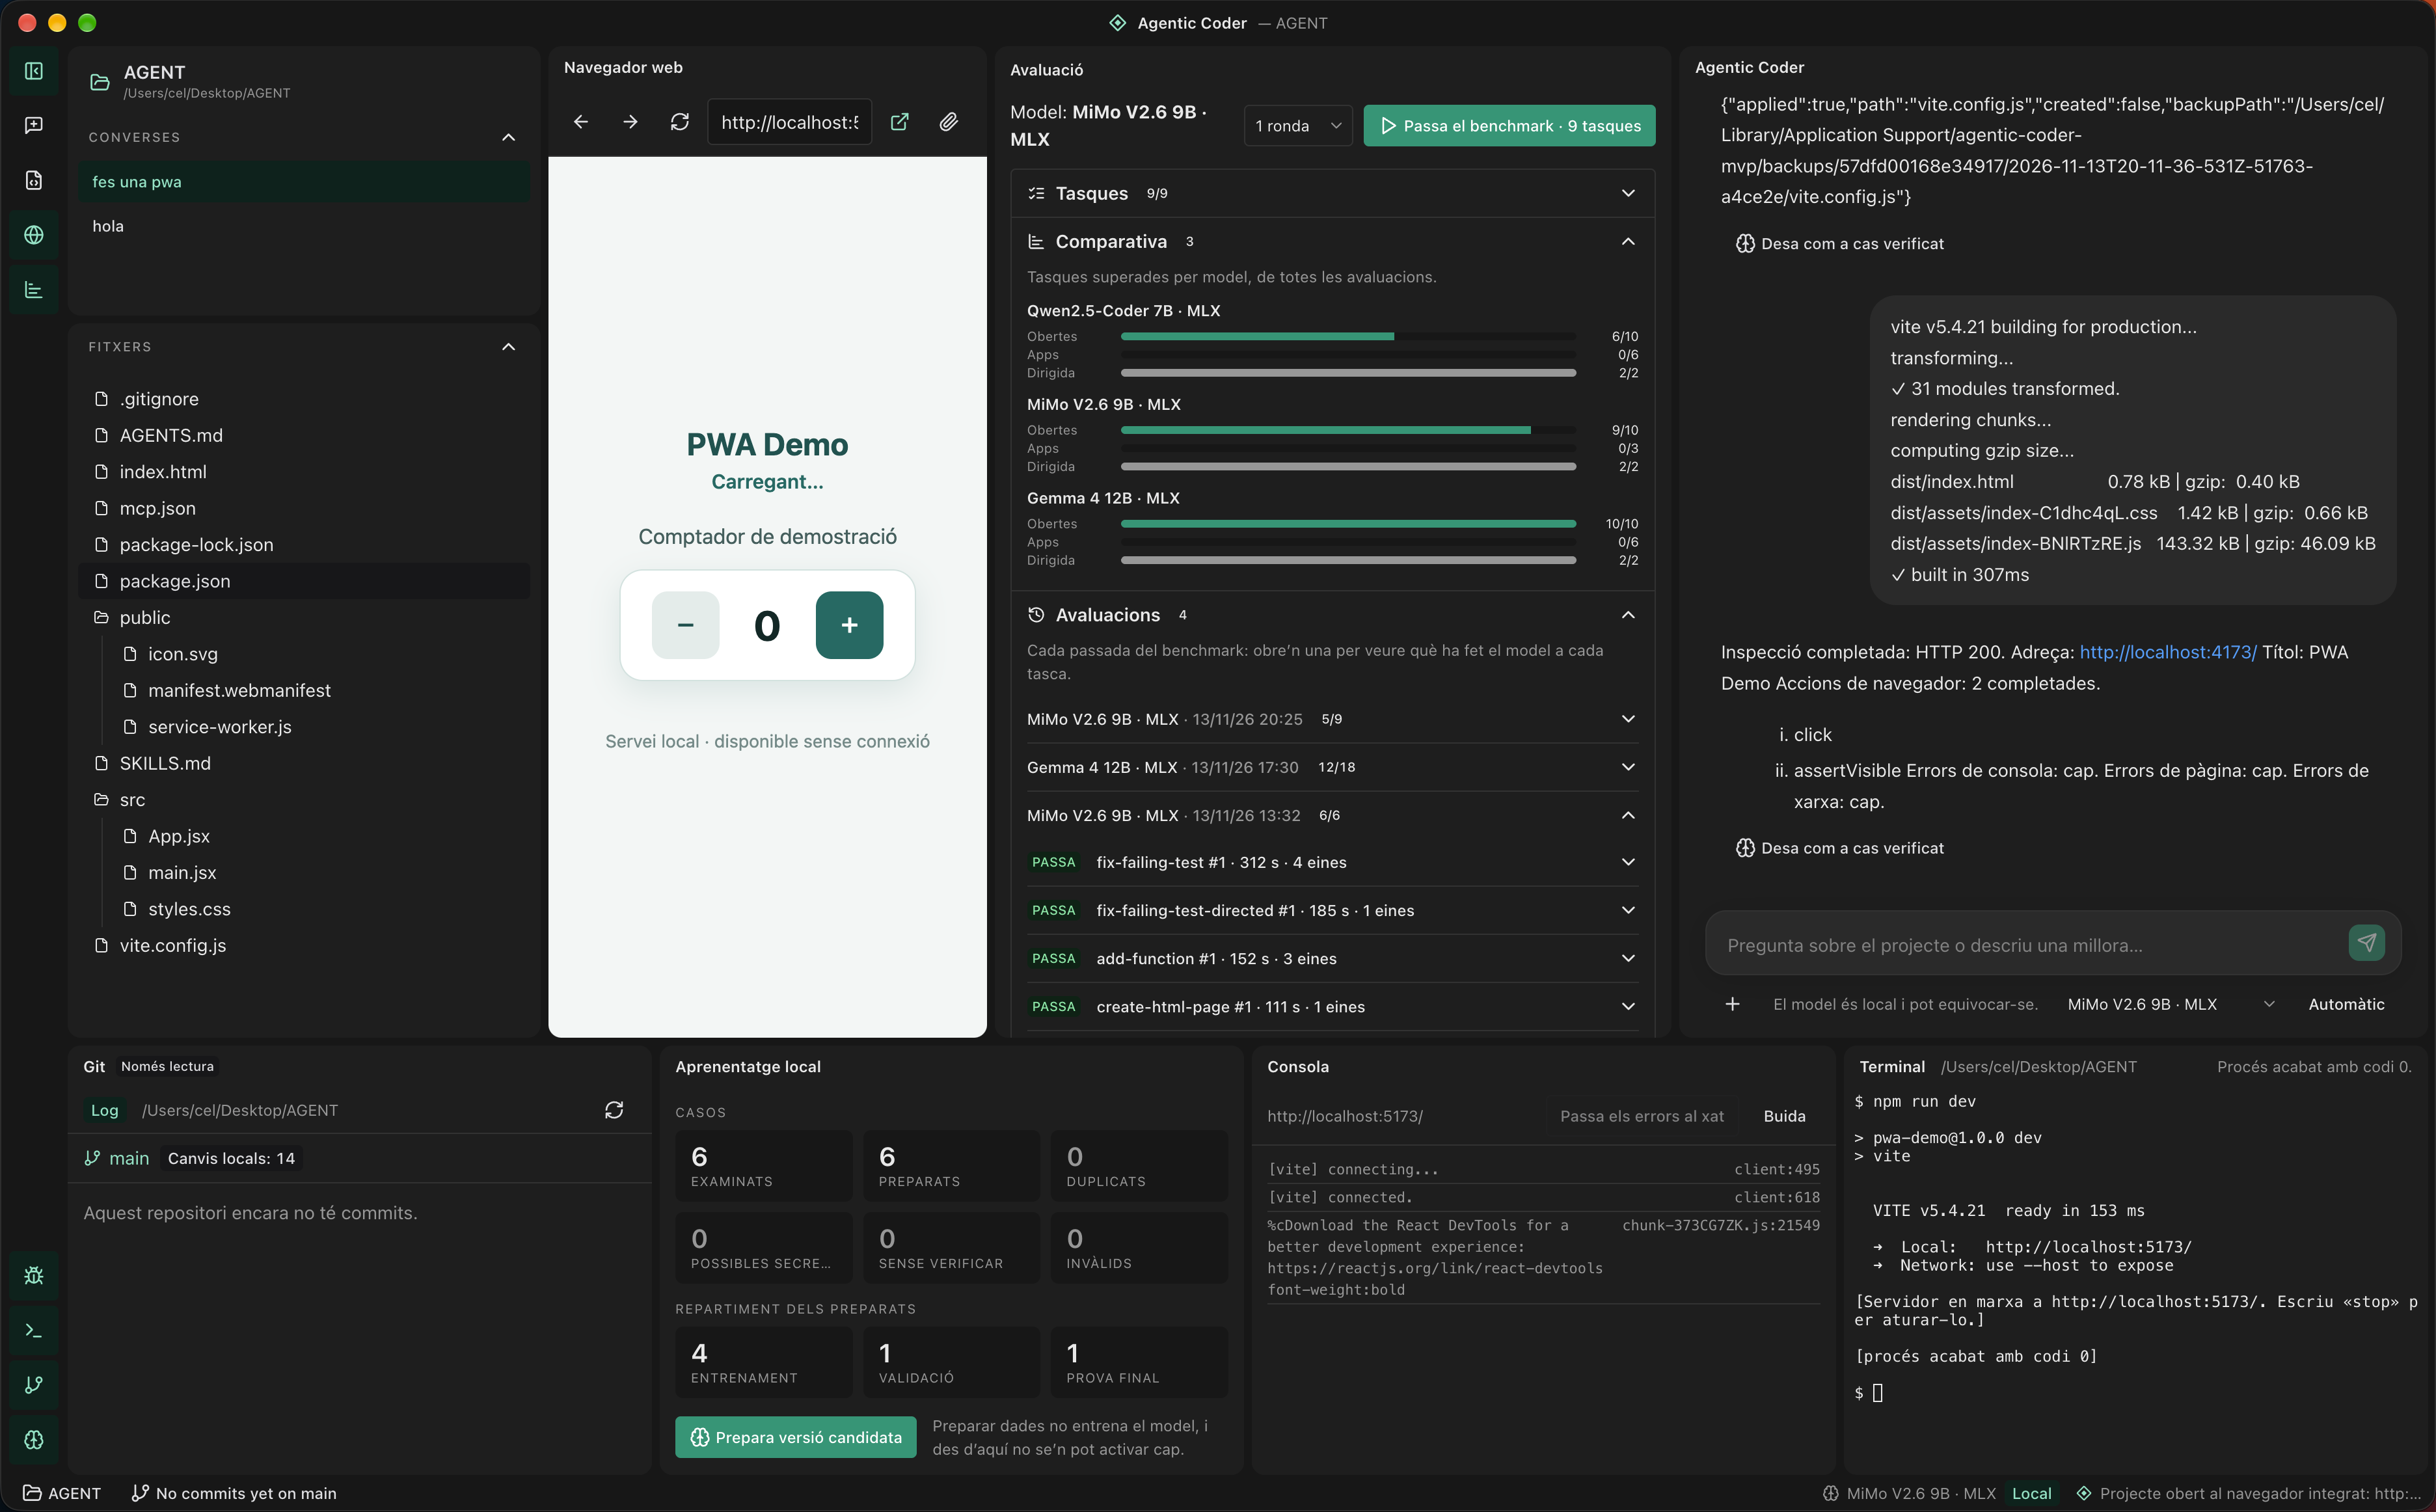 Agentic Coder — AGENT
AGENT
/Users/cel/Desktop/AGENT
CONVERSES
fes una pwa
hola
FITXERS
.gitignore
AGENTS.md
index.html
mcp.json
package-lock.json
package.json
public
icon.svg
manifest.webmanifest
service-worker.js
SKILLS.md
src
App.jsx
main.jsx
styles.css
vite.config.js
Navegador web
http://localhost:5
PWA Demo
Carregant...
Comptador de demostració
−
0
+
Servei local · disponible sense connexió
Avaluació
Model: MiMo V2.6 9B ·
MLX
1 ronda
Passa el benchmark · 9 tasques
Tasques 9/9
Comparativa 3
Tasques superades per model, de totes les avaluacions.
Qwen2.5-Coder 7B · MLX
Obertes 6/10
Apps 0/6
Dirigida 2/2
MiMo V2.6 9B · MLX
Obertes 9/10
Apps 0/3
Dirigida 2/2
Gemma 4 12B · MLX
Obertes 10/10
Apps 0/6
Dirigida 2/2
Avaluacions 4
Cada passada del benchmark: obre’n una per veure què ha fet el model a cada
tasca.
MiMo V2.6 9B · MLX · 13/11/26 20:25 5/9
Gemma 4 12B · MLX · 13/11/26 17:30 12/18
MiMo V2.6 9B · MLX · 13/11/26 13:32 6/6
PASSA fix-failing-test #1 · 312 s · 4 eines
PASSA fix-failing-test-directed #1 · 185 s · 1 eines
PASSA add-function #1 · 152 s · 3 eines
PASSA create-html-page #1 · 111 s · 1 eines
Agentic Coder
{"applied":true,"path":"vite.config.js","created":false,"backupPath":"/Users/cel/
Library/Application Support/agentic-coder-
mvp/backups/57dfd00168e34917/2026-11-13T20-11-36-531Z-51763-
a4ce2e/vite.config.js"}
Desa com a cas verificat
vite v5.4.21 building for production...
transforming...
✓ 31 modules transformed.
rendering chunks...
computing gzip size...
dist/index.html 0.78 kB | gzip: 0.40 kB
dist/assets/index-C1dhc4qL.css 1.42 kB | gzip: 0.66 kB
dist/assets/index-BNlRTzRE.js 143.32 kB | gzip: 46.09 kB
✓ built in 307ms
Inspecció completada: HTTP 200. Adreça: http://localhost:4173/ Títol: PWA
Demo Accions de navegador: 2 completades.
i. click
ii. assertVisible Errors de consola: cap. Errors de pàgina: cap. Errors de
xarxa: cap.
Desa com a cas verificat
Pregunta sobre el projecte o descriu una millora...
El model és local i pot equivocar-se. MiMo V2.6 9B · MLX Automàtic
Git Només lectura
Log /Users/cel/Desktop/AGENT
main Canvis locals: 14
Aquest repositori encara no té commits.
Aprenentatge local
CASOS
6
EXAMINATS
6
PREPARATS
0
DUPLICATS
0
POSSIBLES SECRE...
0
SENSE VERIFICAR
0
INVÀLIDS
REPARTIMENT DELS PREPARATS
4
ENTRENAMENT
1
VALIDACIÓ
1
PROVA FINAL
Prepara versió candidata
Preparar dades no entrena el model, i
des d’aquí no se’n pot activar cap.
Consola
http://localhost:5173/ Passa els errors al xat Buida
[vite] connecting... client:495
[vite] connected. client:618
%cDownload the React DevTools for a chunk-373CG7ZK.js:21549
better development experience:
https://reactjs.org/link/react-devtools
font-weight:bold
Terminal /Users/cel/Desktop/AGENT Procés acabat amb codi 0.
$ npm run dev
> pwa-demo@1.0.0 dev
> vite
VITE v5.4.21 ready in 153 ms
➜ Local: http://localhost:5173/
➜ Network: use --host to expose
[Servidor en marxa a http://localhost:5173/. Escriu «stop» p
er aturar-lo.]
[procés acabat amb codi 0]
$
AGENT No commits yet on main
MiMo V2.6 9B · MLX Local Projecte obert al navegador integrat: http:...